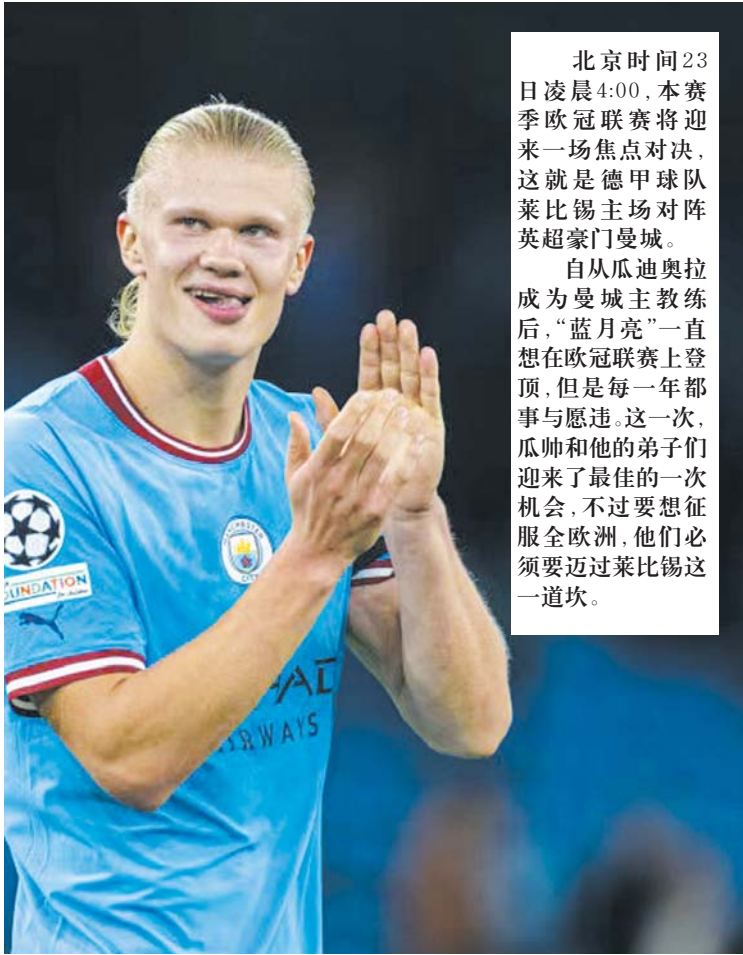 北京时间23
日凌晨4:00,本赛
季欧冠联赛将迎
来一场焦点对决,
这就是德甲球队
莱比锡主场对阵
英超豪门曼城。
自从瓜迪奥拉
成为曼城主教练
后,“蓝月亮”一直
想在欧冠联赛上登
顶,但是每一年都
事与愿违。这一次,
瓜帅和他的弟子们
迎来了最佳的一次
机会,不过要想征
服全欧洲,他们必
须要迈过莱比锡这
一道坎。
MANCHESTER
CITY
OUNDATION
HAD
IRWAYS